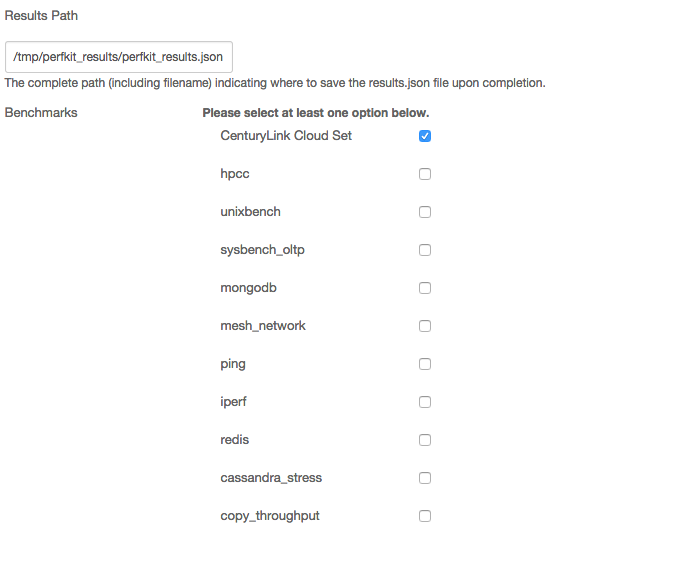 Results Path
/tmp/perfkit_results/perfkit_results.json
The complete path (including filename) indicating where to save the results.json file upon completion.
Benchmarks
Please select at least one option below.
CenturyLink Cloud Set
hpcc
unixbench
sysbench_oltp
mongodb
mesh_network
ping
iperf
redis
cassandra_stress
copy_throughput